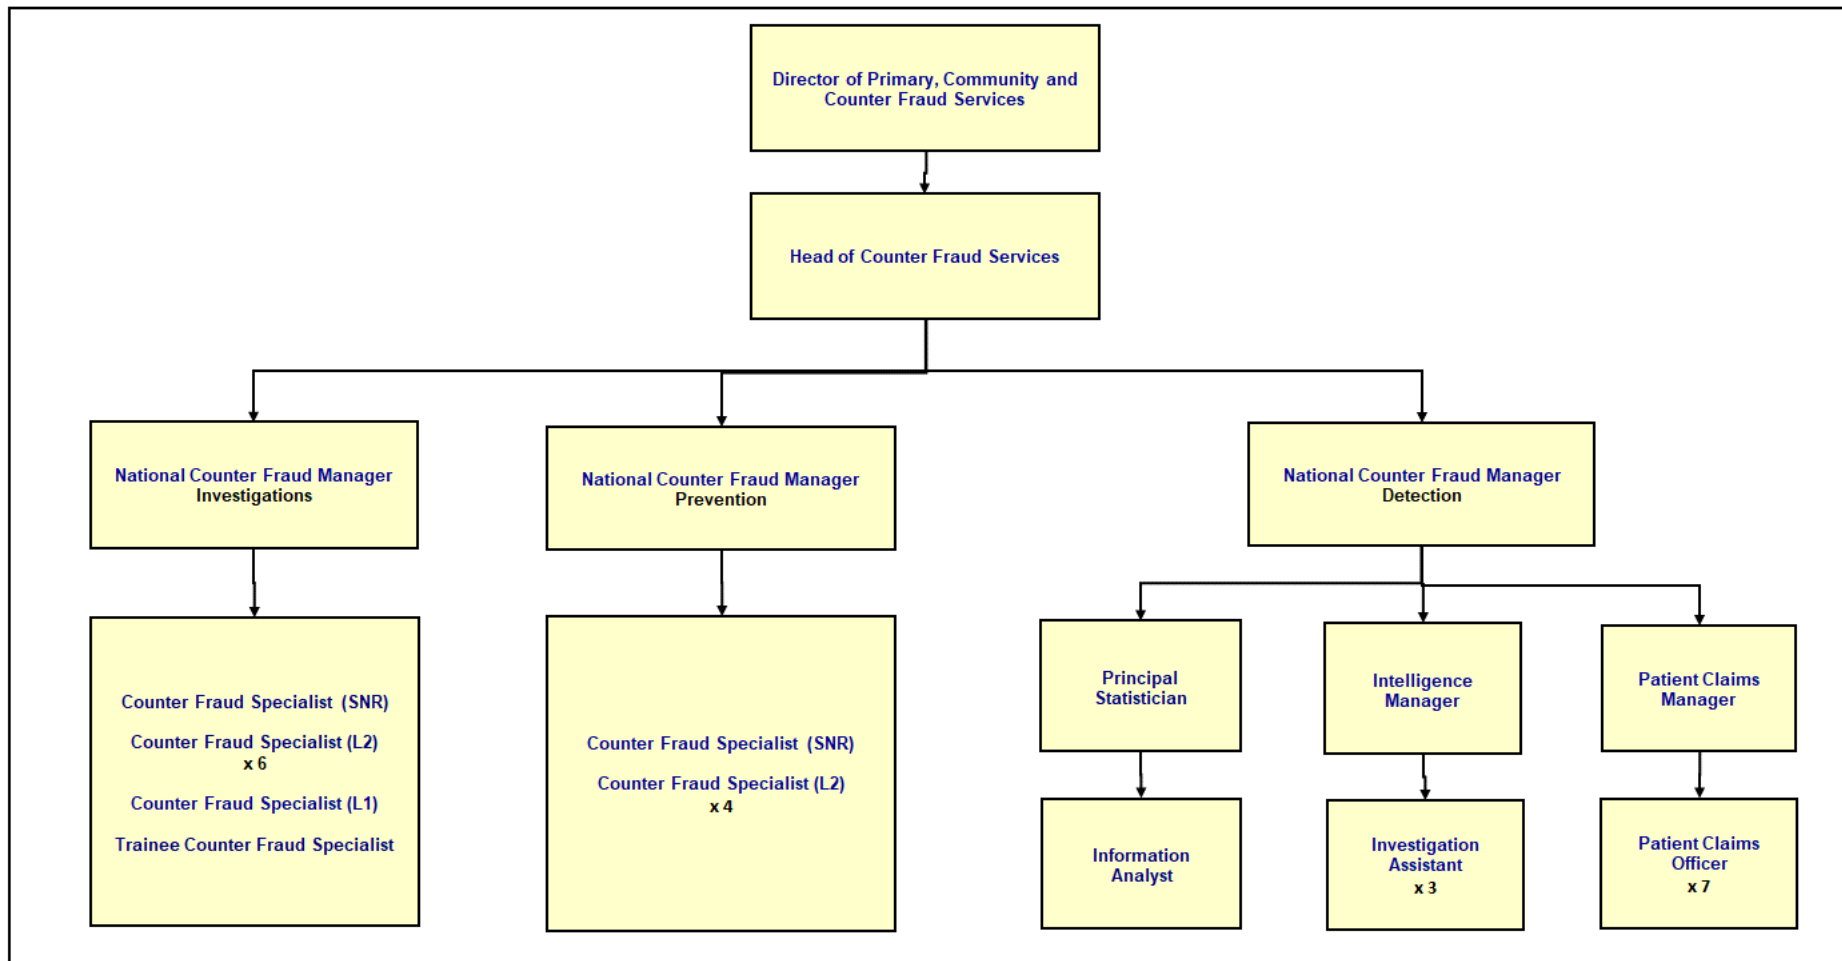 Director of Primary, Community and
Counter Fraud Services
Head of Counter Fraud Services
National Counter Fraud Manager
Investigations
National Counter Fraud Manager
Prevention
National Counter Fraud Manager
Detection
Counter Fraud Specialist (SNR)
Counter Fraud Specialist (L2)
x 6
Counter Fraud Specialist (L1)
Trainee Counter Fraud Specialist
Counter Fraud Specialist (SNR)
Counter Fraud Specialist (L2)
x 4
Principal
Statistician
Intelligence
Manager
Patient Claims
Manager
Information
Analyst
Investigation
Assistant
x 3
Patient Claims
Officer
x 7